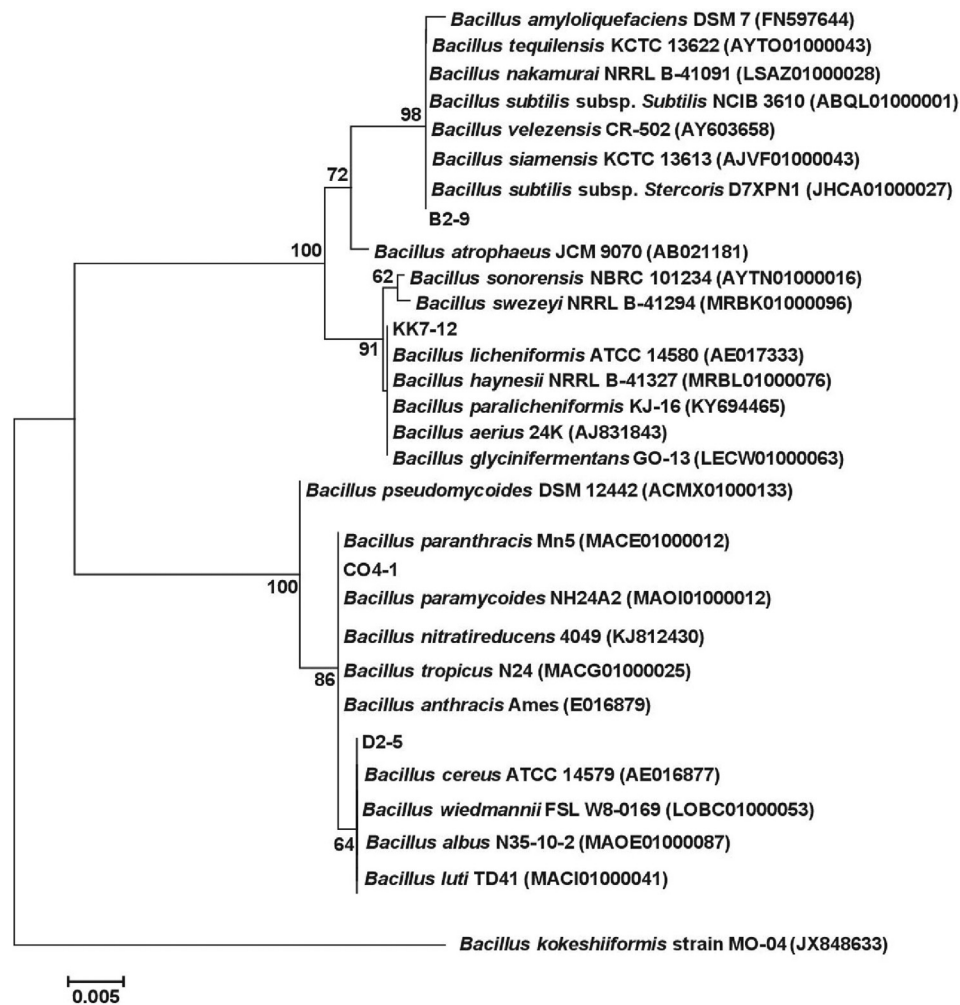 Bacillus amyloliquefaciens DSM 7 (FN597644)
Bacillus tequilensis KCTC 13622 (AYTO01000043)
Bacillus nakamurai NRRL B-41091 (LSAZ01000028)
98
Bacillus subtilis subsp. Subtilis NCIB 3610 (ABQL01000001)
Bacillus velezensis CR-502 (AY603658)
Bacillus siamensis KCTC 13613 (AJVF01000043)
72
Bacillus subtilis subsp. Stercoris D7XPN1 (JHCA01000027)
B2-9
100
Bacillus atrophaeus JCM 9070 (AB021181)
62
Bacillus sonorensis NBRC 101234 (AYTN01000016)
Bacillus swezeyi NRRL B-41294 (MRBK01000096)
KK7-12
91
Bacillus licheniformis ATCC 14580 (AE017333)
Bacillus haynesii NRRL B-41327 (MRBL01000076)
Bacillus paralicheniformis KJ-16 (KY694465)
Bacillus aerius 24K (AJ831843)
Bacillus glycinifermentans GO-13 (LECW01000063)
Bacillus pseudomycoides DSM 12442 (ACMX01000133)
Bacillus paranthracis Mn5 (MACE01000012)
CO4-1
100
Bacillus paramycoides NH24A2 (MAOI01000012)
Bacillus nitratireducens 4049 (KJ812430)
Bacillus tropicus N24 (MACG01000025)
86
Bacillus anthracis Ames (E016879)
D2-5
Bacillus cereus ATCC 14579 (AE016877)
Bacillus wiedmannii FSL W8-0169 (LOBC01000053)
64
Bacillus albus N35-10-2 (MAOE01000087)
Bacillus luti TD41 (MACI01000041)
Bacillus kokeshiiformis strain MO-04 (JX848633)
0.005